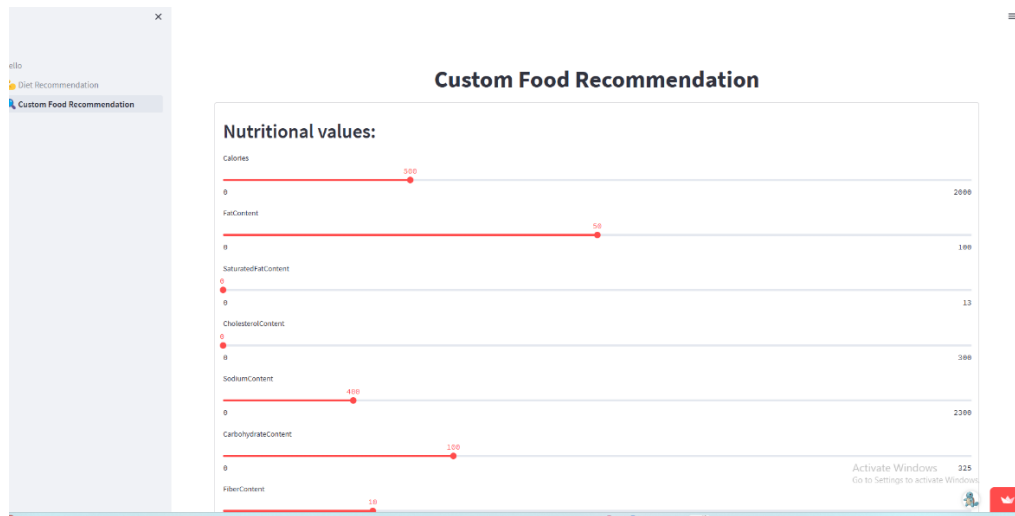 ello
Diet Recommendation
Custom Food Recommendation
Custom Food Recommendation
Nutritional values:
Calories
300
0 2000
FatContent
50
0 100
SaturatedFatContent
0
0 13
CholesterolContent
0
0 300
SodiumContent
400
0 2300
CarbohydrateContent
100
0 325
Activate Windows
Go to Settings to activate Windows
FiberContent
10